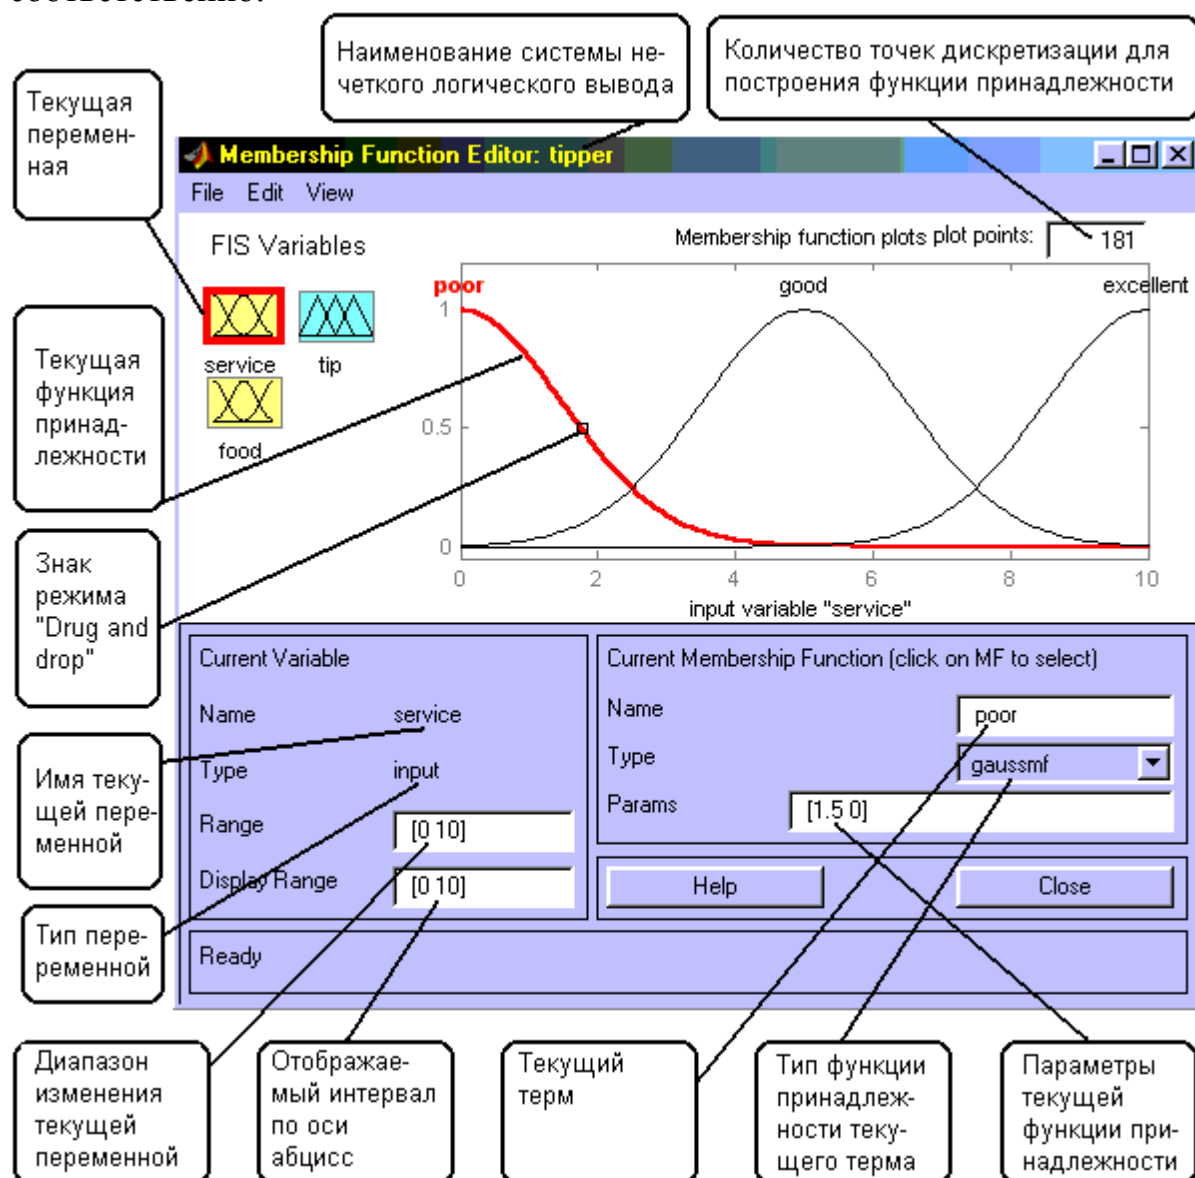 Наименование системы не-
четкого логического вывода
Количество точек дискретизации для
построения функции принадлежности
Текущая
перемен-
ная
Membership Function Editor: tipper
File Edit View
FIS Variables
Membership function plots plot points: 181
poor
good
excellent
service
tip
food
1
0.5
0
0 2 4 6 8 10
input variable "service"
Текущая
функция
принад-
лежности
Знак
режима
"Drug and
drop"
Имя теку-
щей пере-
менной
Тип пере-
ременной
Current Variable
Name service
Type input
Range [0 10]
Display Range [0 10]
Current Membership Function (click on MF to select)
Name poor
Type gaussmf
Params [1.5 0]
Help Close
Ready
Диапазон
изменения
текущей
переменной
Отображае-
мый интервал
по оси
абцисс
Текущий
терм
Тип функции
принадлеж-
ности теку-
щего терма
Параметры
текущей
функции при-
надлежности